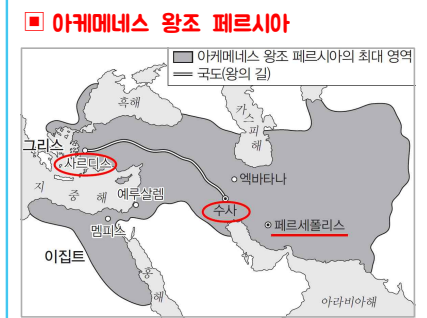 ▣ 아케메네스 왕조 페르시아
아케메네스 왕조 페르시아의 최대 영역
국도(왕의 길)
흑해
카스피해
그리스
사르디스
엑바타나
지중해
예루살렘
수사
멤피스
페르세폴리스
이집트
홍해
아라비아해